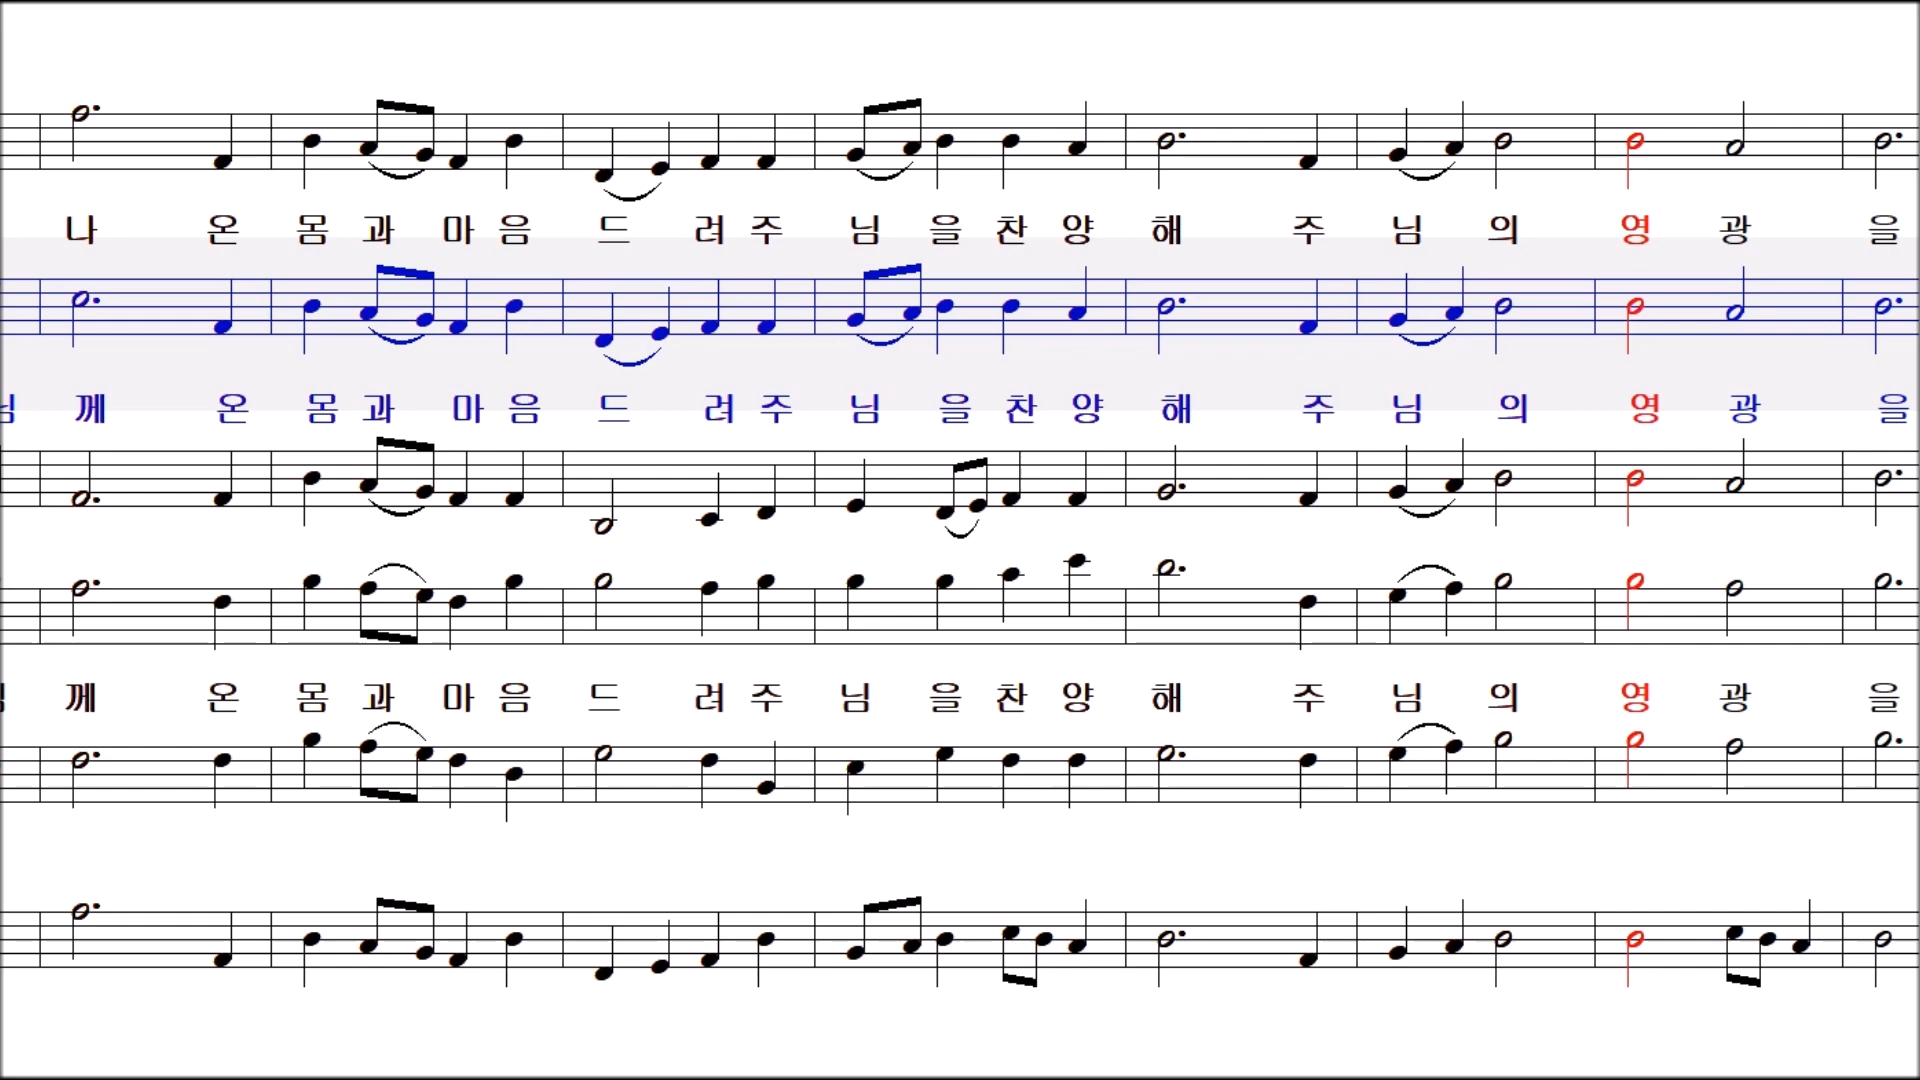 나 온 몸 과 마 음 드 려 주 님 을 찬 양 해 주 님 의 영 광 을
님 께 온 몸 과 마 음 드 려 주 님 을 찬 양 해 주 님 의 영 광 을
께 온 몸 과 마 음 드 려 주 님 을 찬 양 해 주 님 의 영 광 을